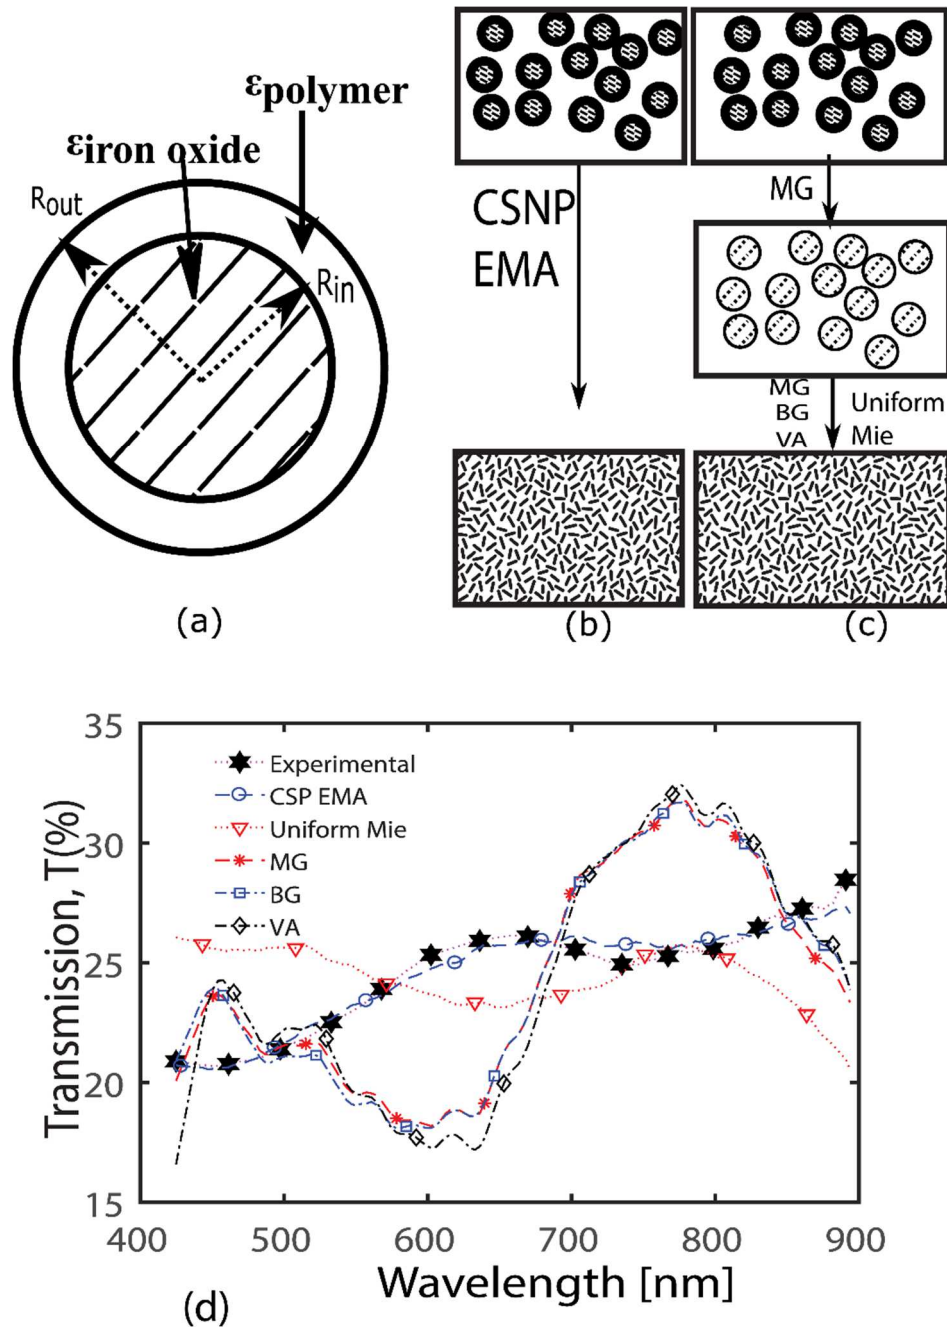 εpolymer
εiron oxide
Rout
Rin
(a)
CSNP
EMA
(b)
MG
MG
BG
VA
Uniform
Mie
(c)
35
30
25
20
15
Transmission, T(%)
Experimental
CSP EMA
Uniform Mie
MG
BG
VA
400 500 600 700 800 900
Wavelength [nm]
(d)